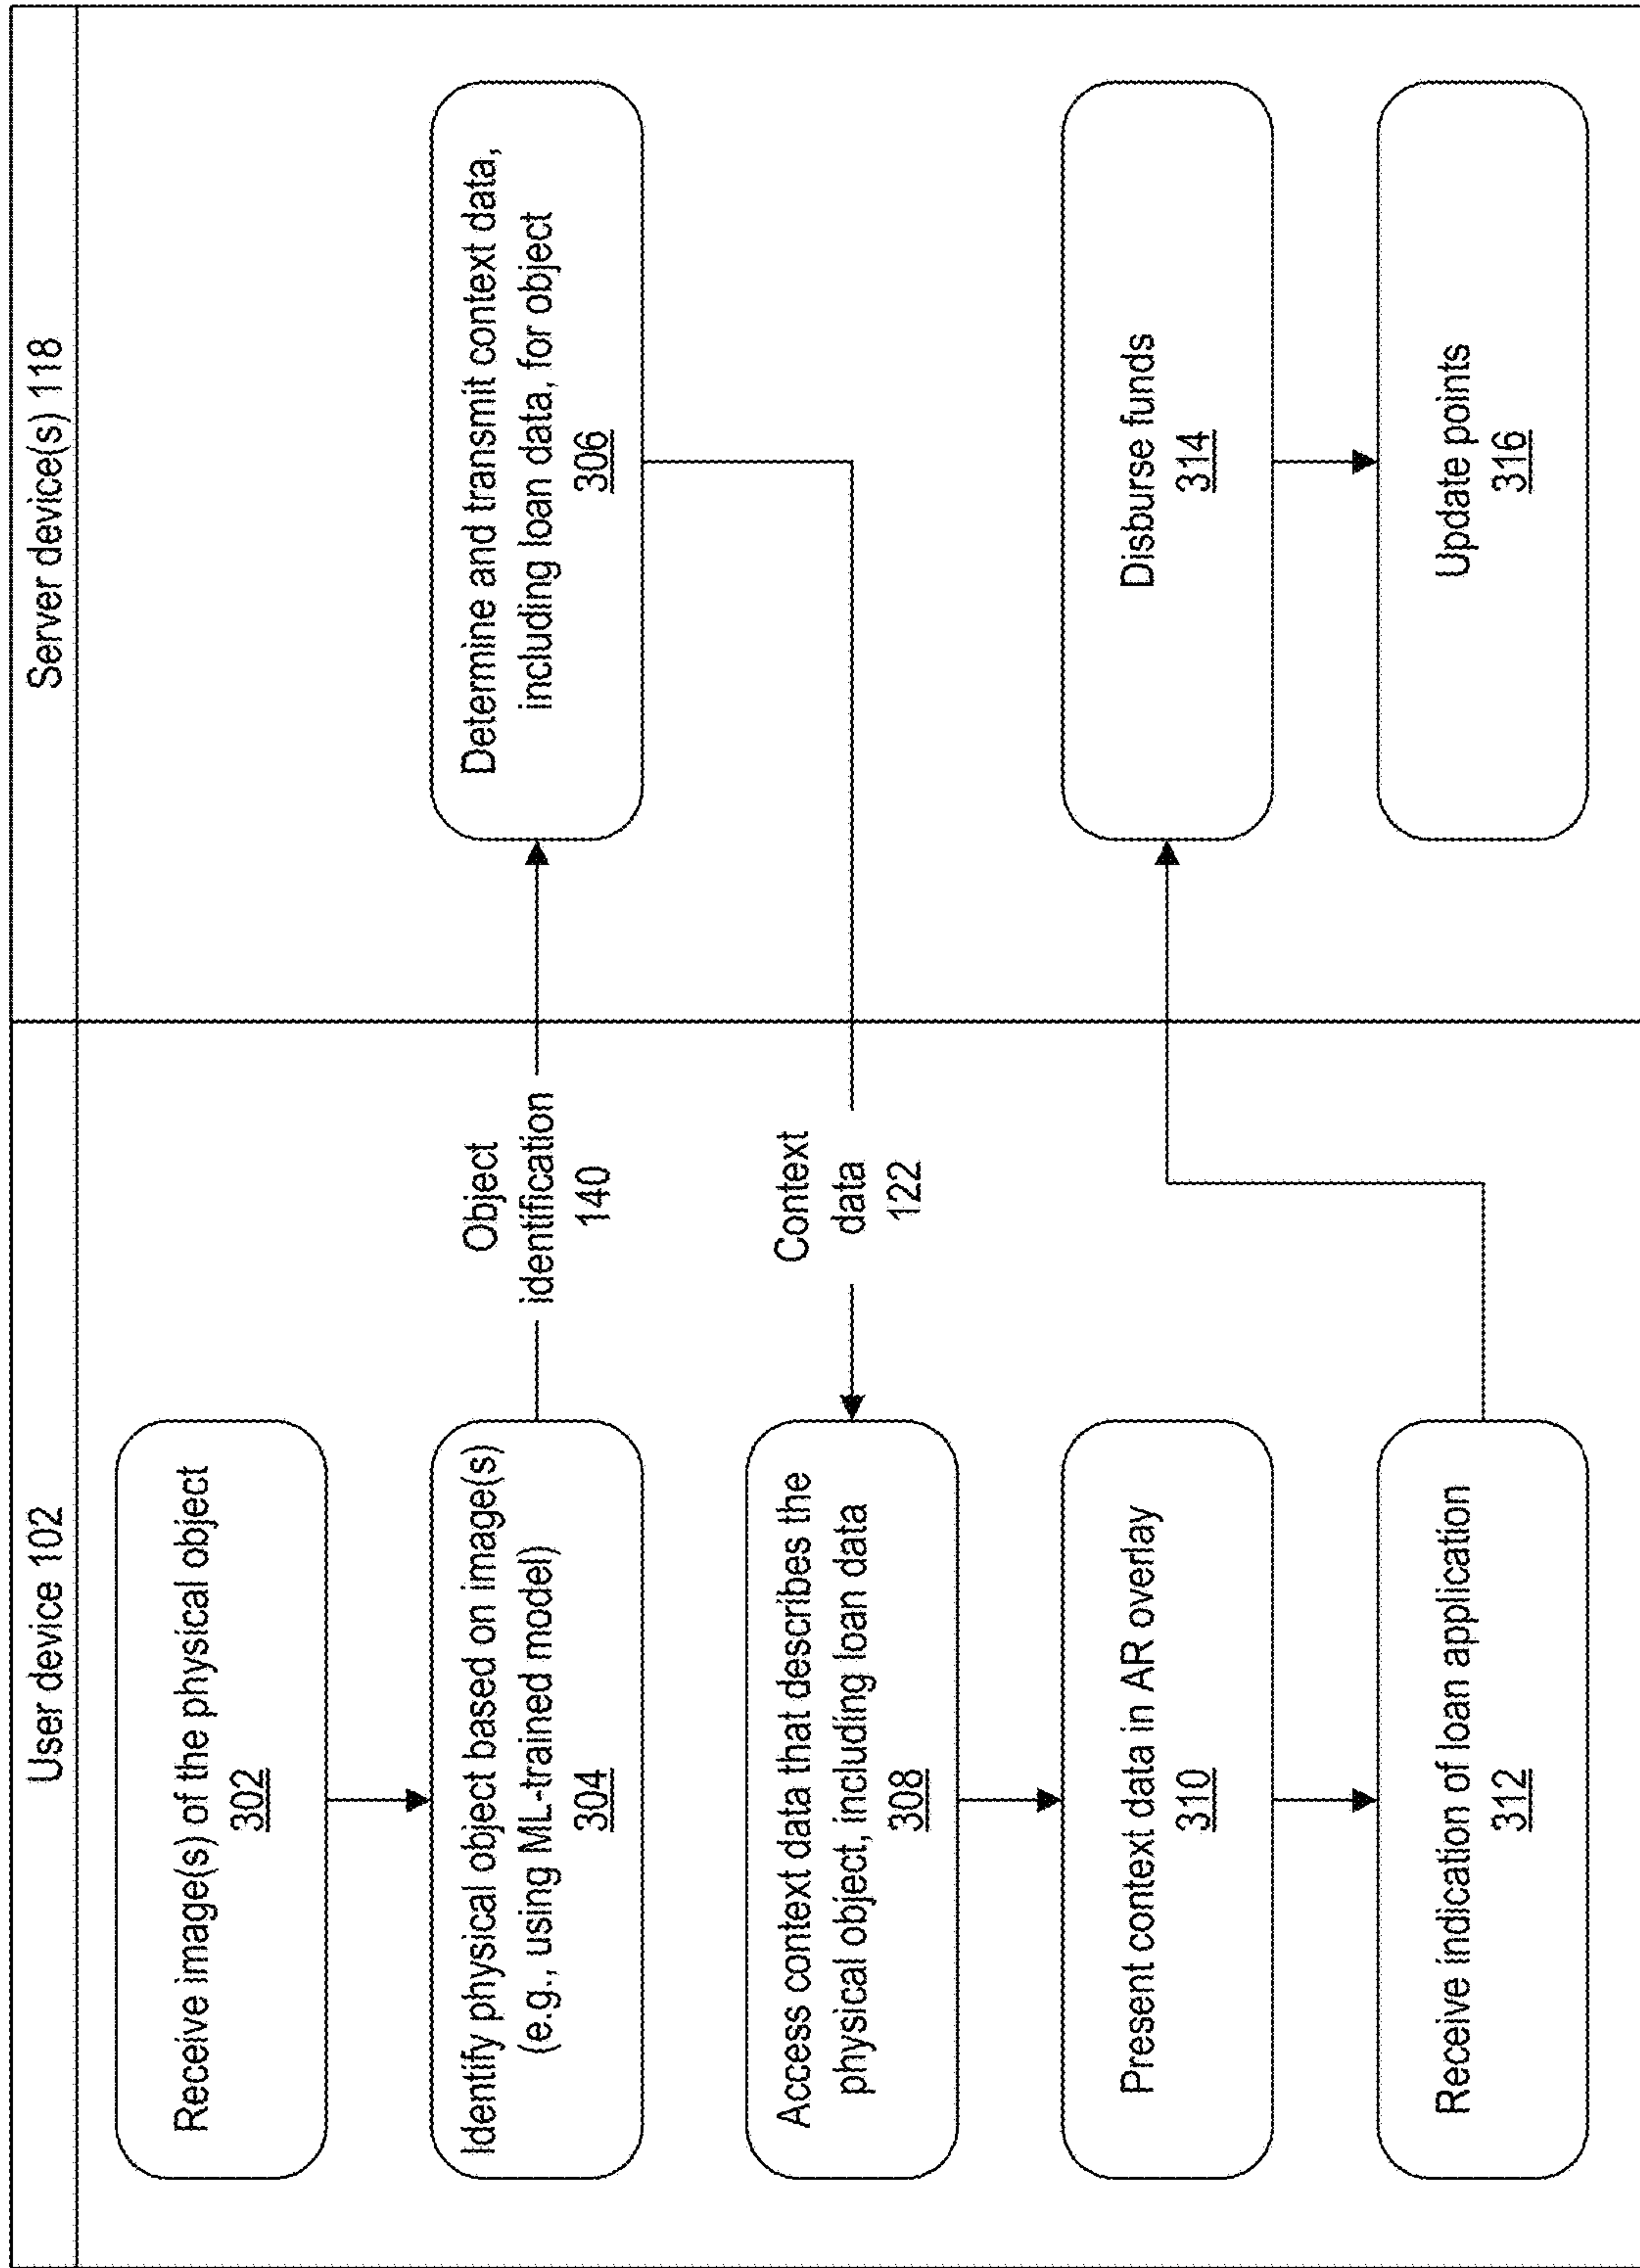 User device 102
Server device(s) 118
Receive image(s) of the physical object
302
Identify physical object based on image(s)
(e.g., using ML-trained model)
304
Object
identification
140
Determine and transmit context data,
including loan data, for object
306
Context
data
122
Access context data that describes the
physical object, including loan data
308
Present context data in AR overlay
310
Receive indication of loan application
312
Disburse funds
314
Update points
316